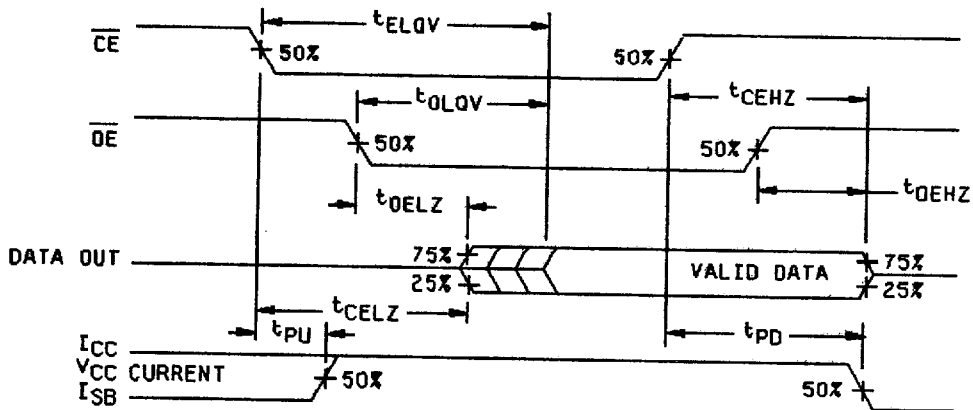 tELQV
CE
50%
50%
tOLQV
tCEHZ
OE
50%
50%
tOELZ
tOEHZ
DATA OUT
75%
25%
VALID DATA
75%
25%
tCELZ
tPU
tPD
ICC
VCC CURRENT
ISB
50%
50%